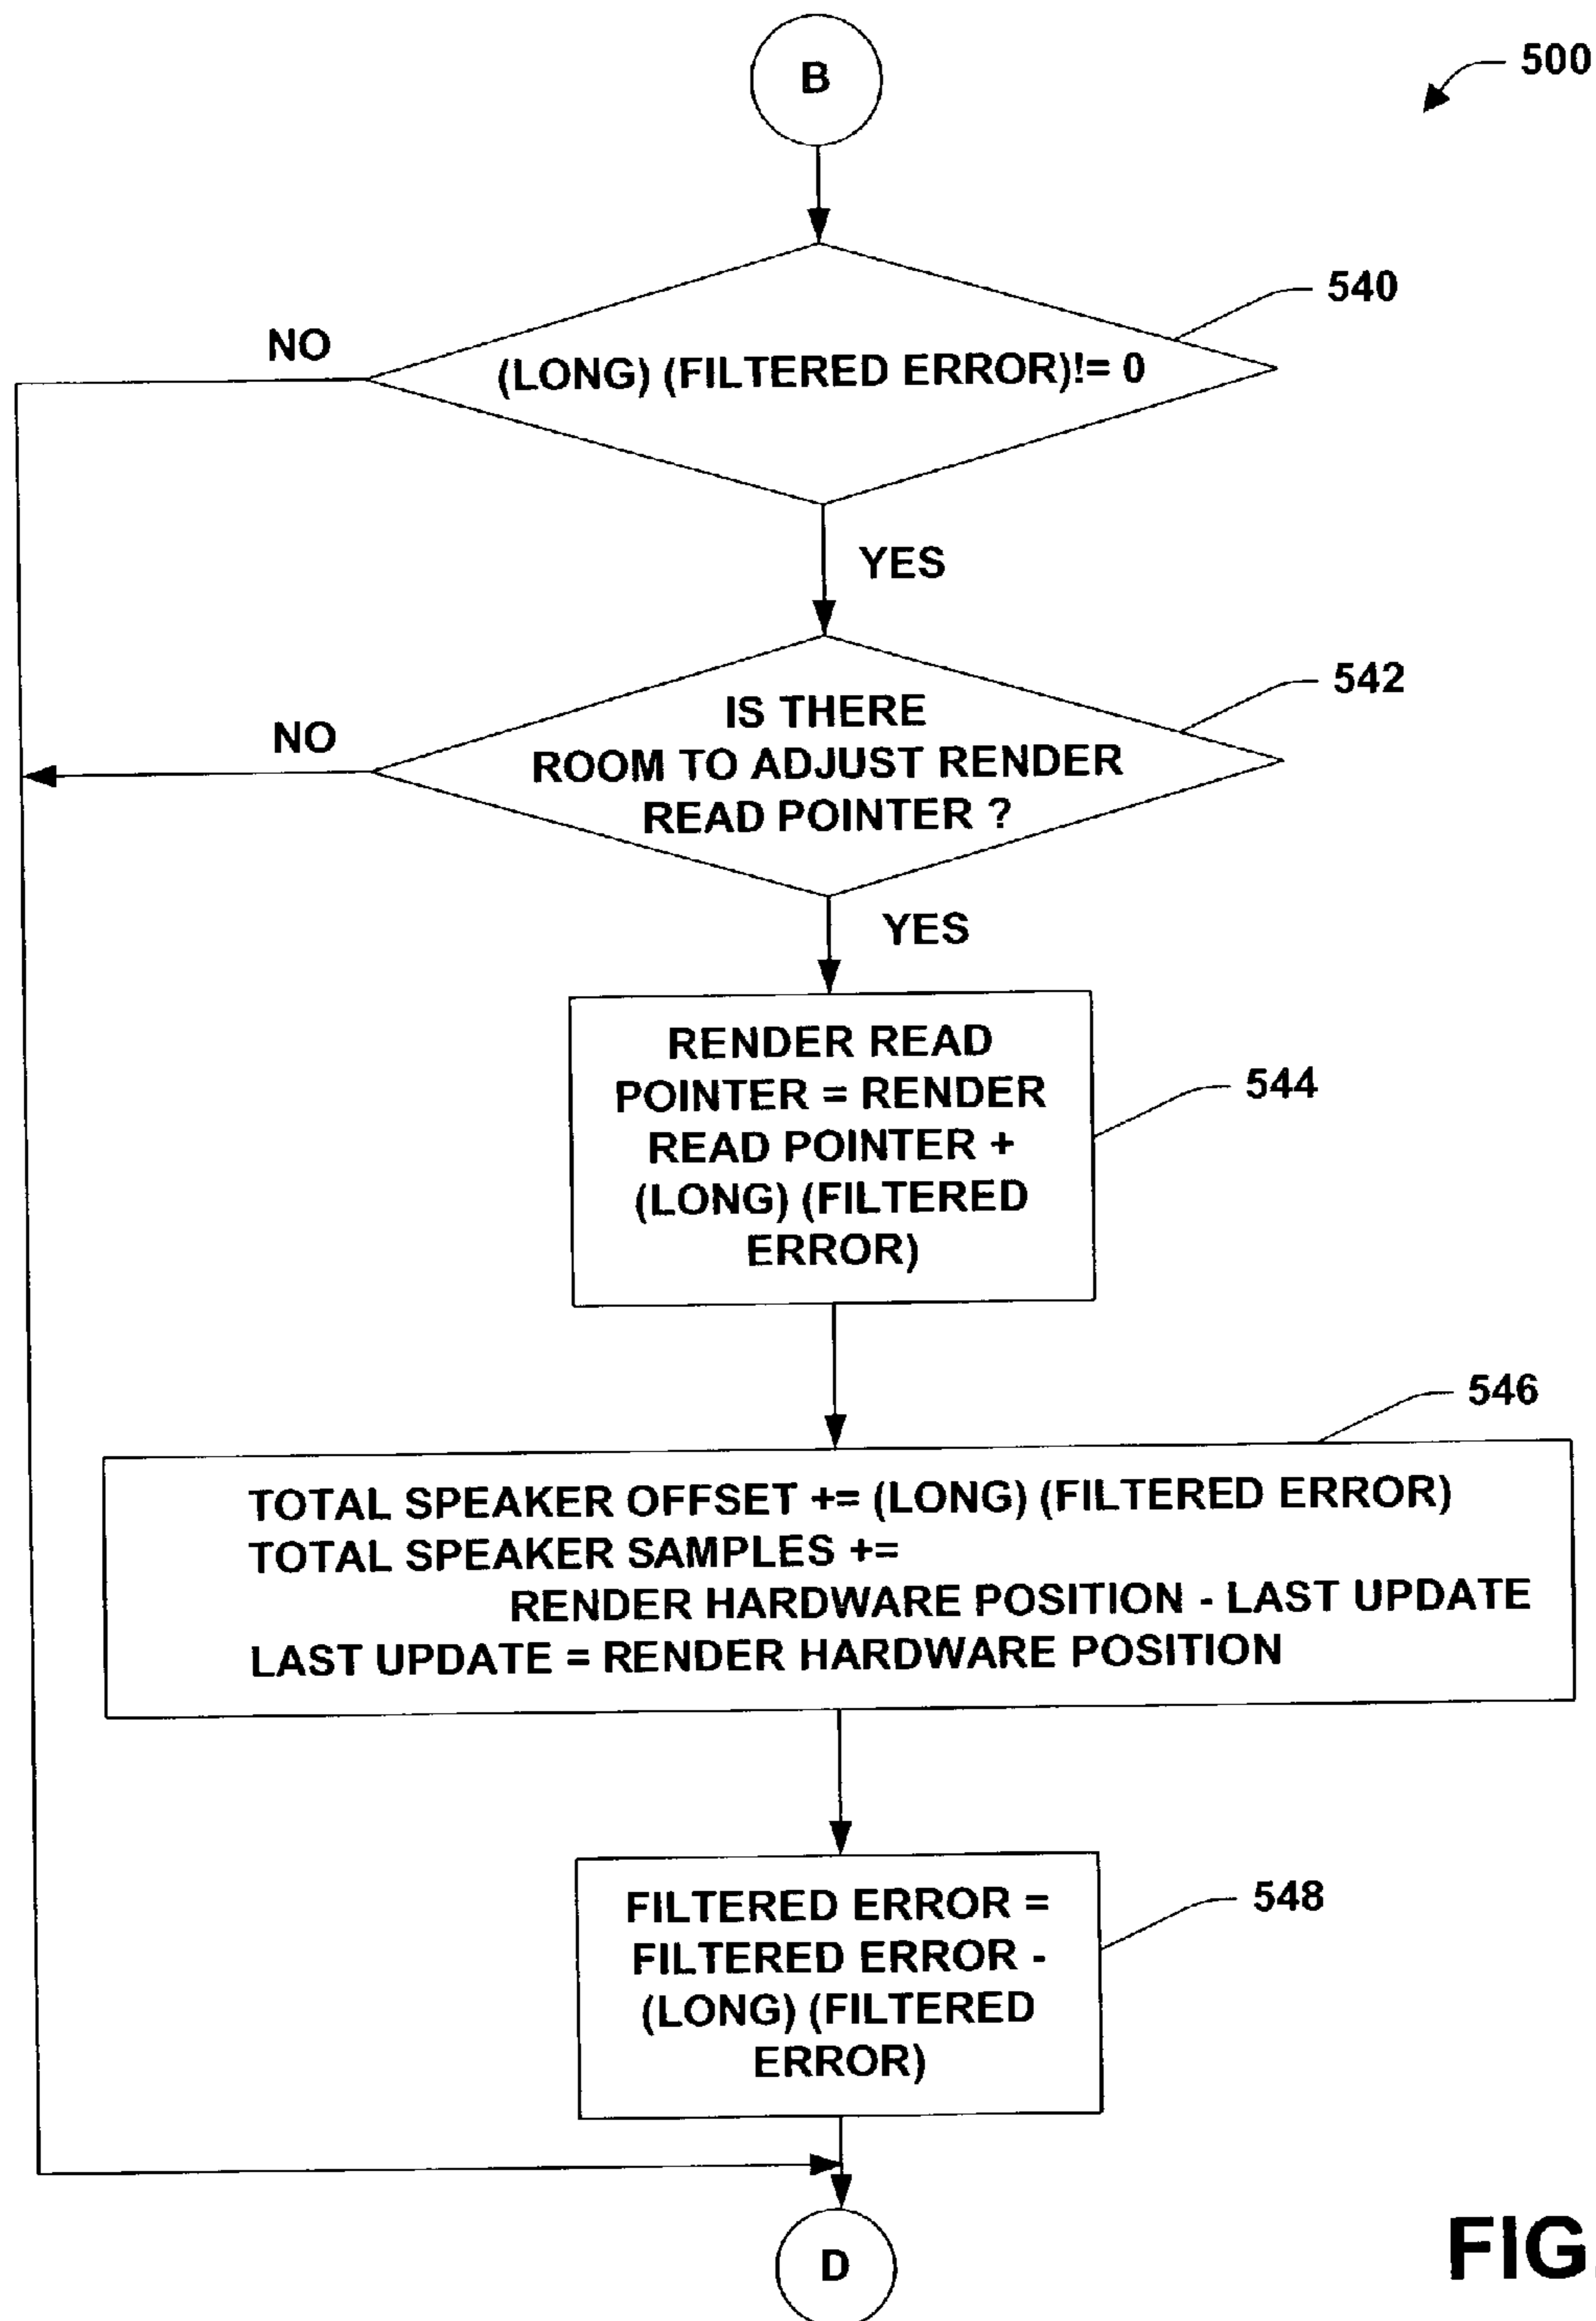 B
500
540
NO
(LONG) (FILTERED ERROR)!= 0
YES
542
NO
IS THERE
ROOM TO ADJUST RENDER
READ POINTER ?
YES
RENDER READ
POINTER = RENDER
READ POINTER +
(LONG) (FILTERED
ERROR)
544
546
TOTAL SPEAKER OFFSET += (LONG) (FILTERED ERROR)
TOTAL SPEAKER SAMPLES +=
RENDER HARDWARE POSITION - LAST UPDATE
LAST UPDATE = RENDER HARDWARE POSITION
FILTERED ERROR =
FILTERED ERROR -
(LONG) (FILTERED
ERROR)
548
D
FIG.